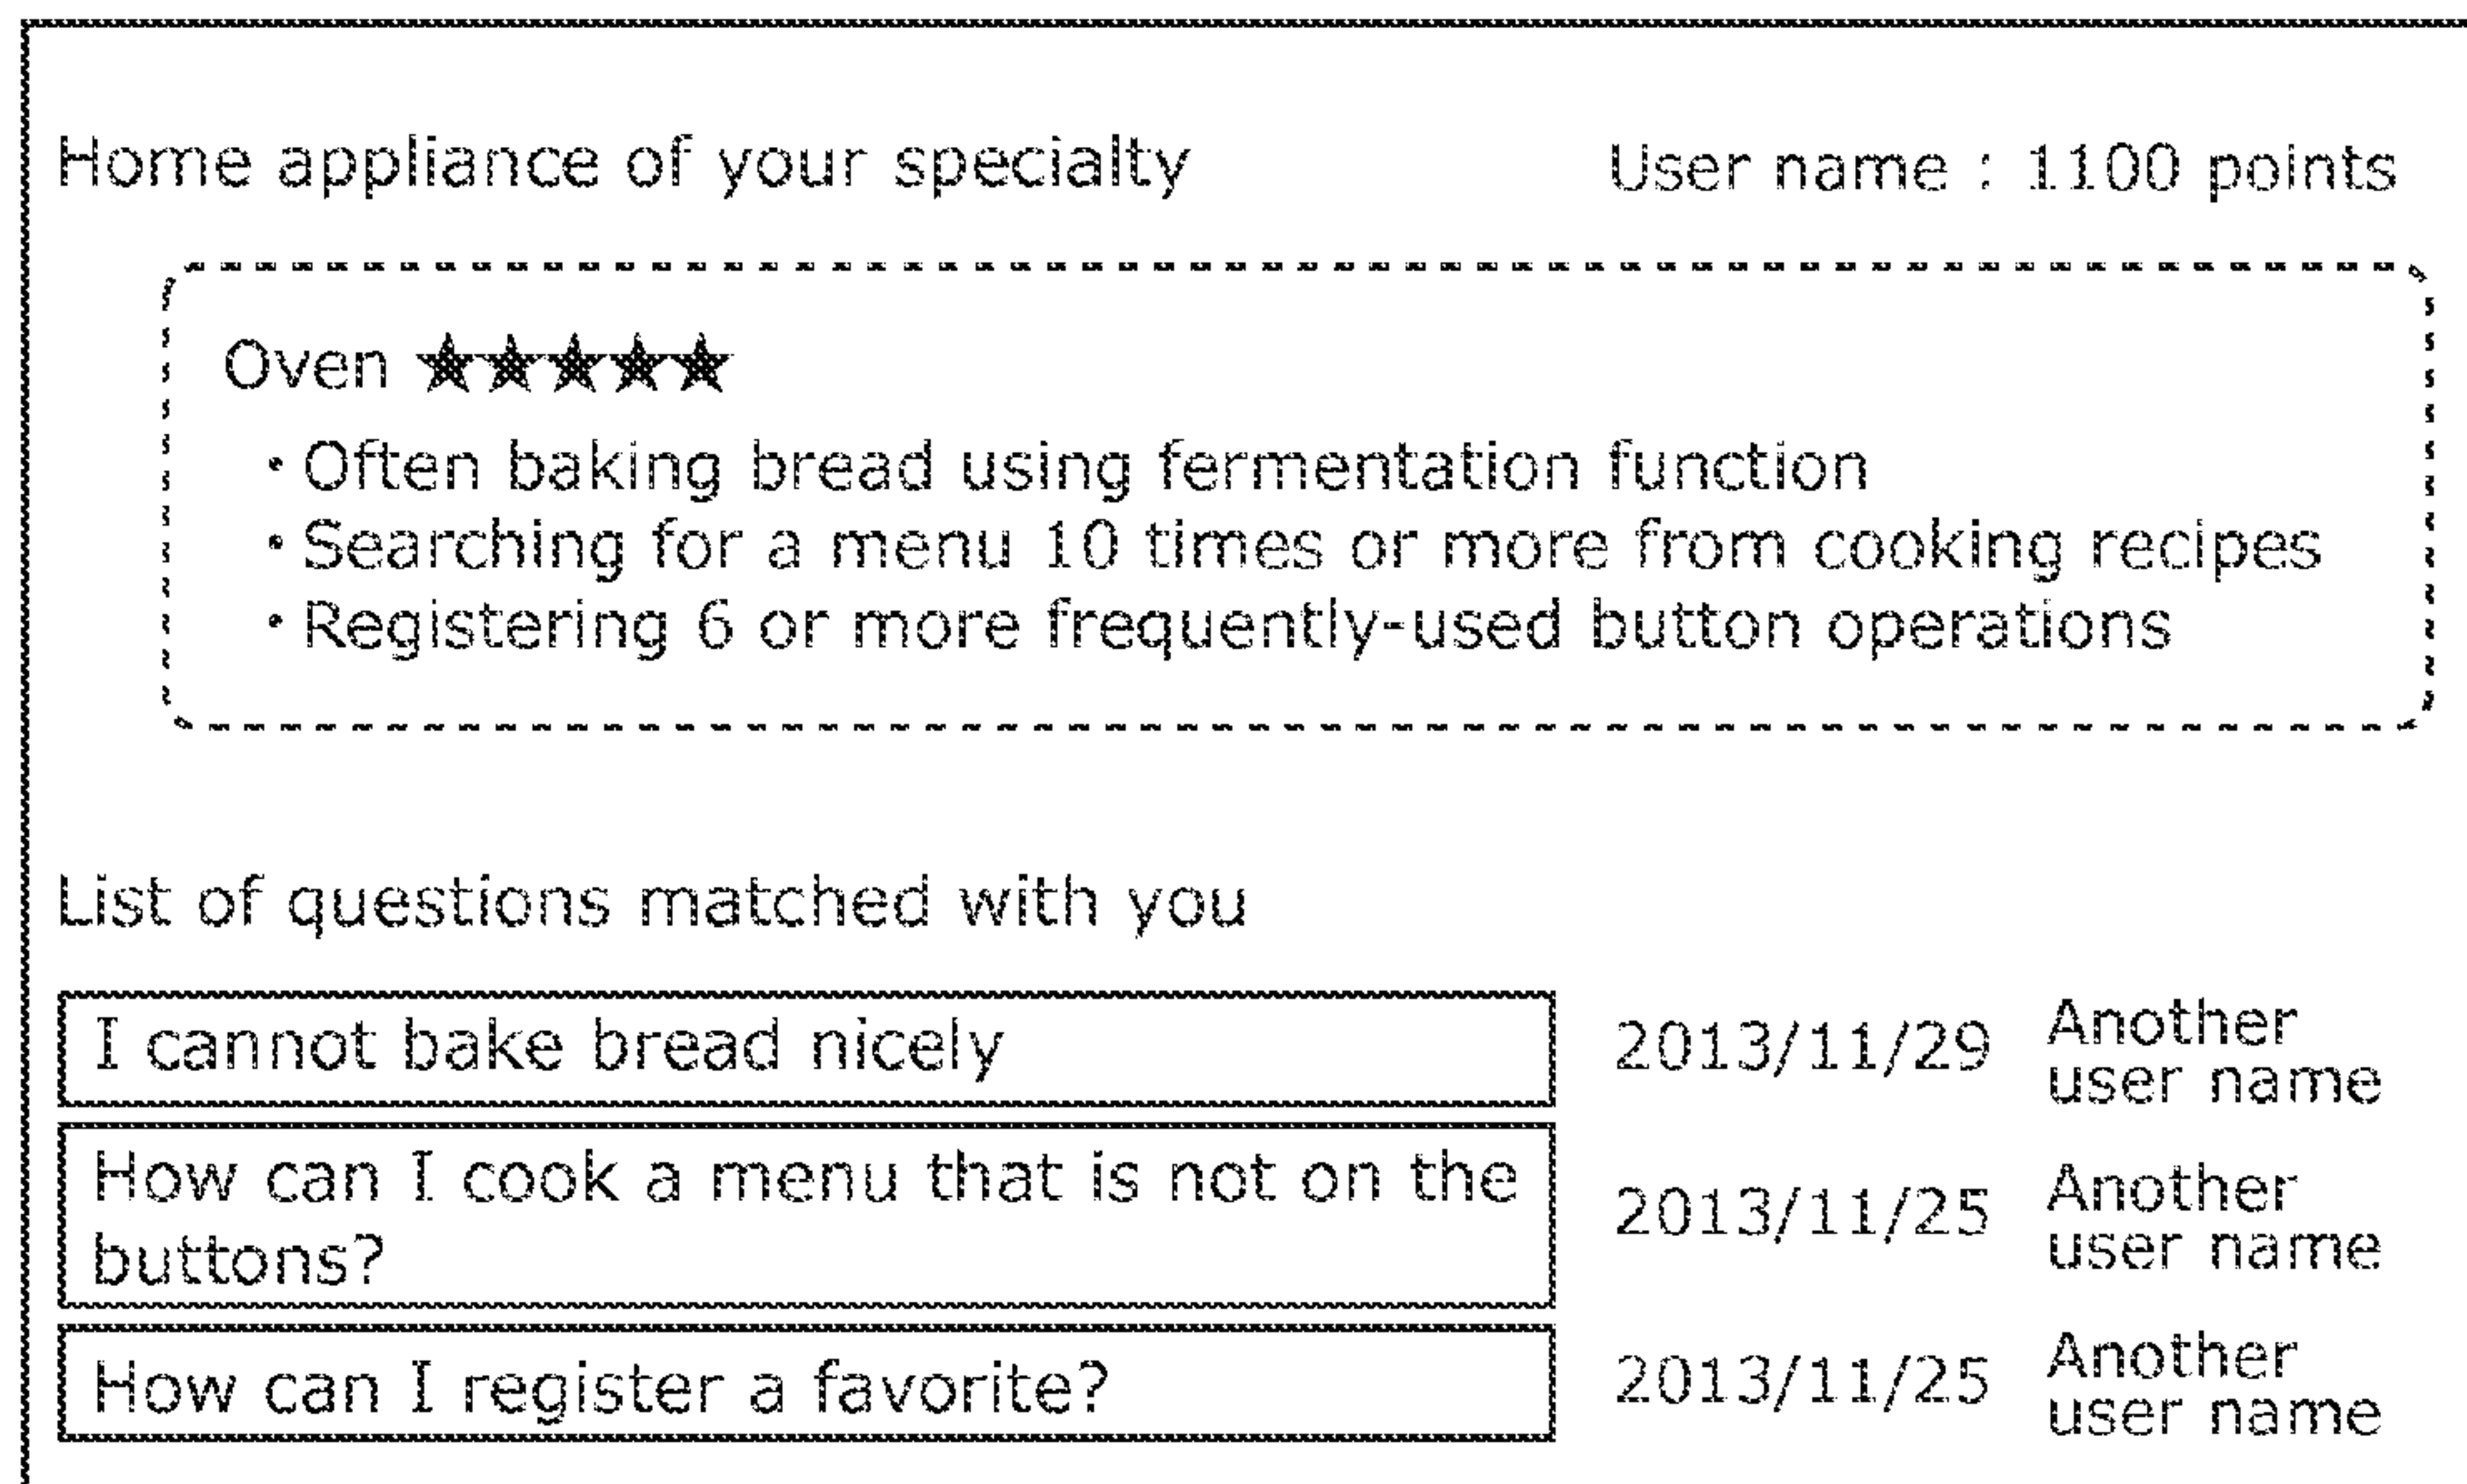 Home appliance of your specialty
User name : 1100 points
Oven ★★★★★
・Often baking bread using fermentation function
・Searching for a menu 10 times or more from cooking recipes
・Registering 6 or more frequently-used button operations
List of questions matched with you
I cannot bake bread nicely
2013/11/29
Another
user name
How can I cook a menu that is not on the
buttons?
2013/11/25
Another
user name
How can I register a favorite?
2013/11/25
Another
user name